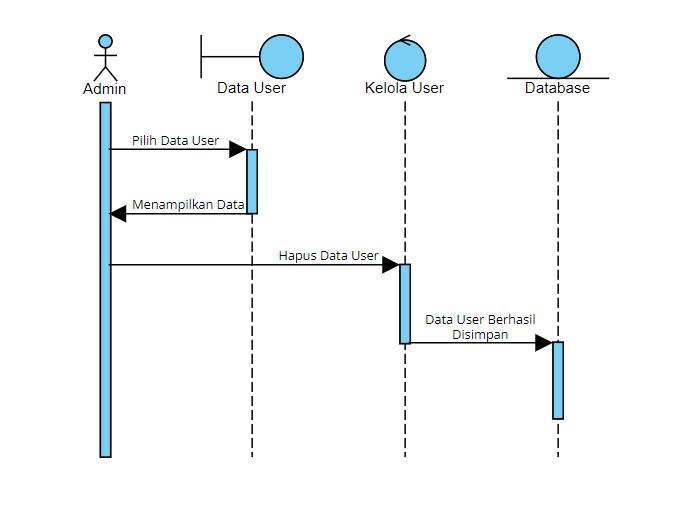 Admin
Data User
Kelola User
Database
Pilih Data User
Menampilkan Data
Hapus Data User
Data User Berhasil
Disimpan